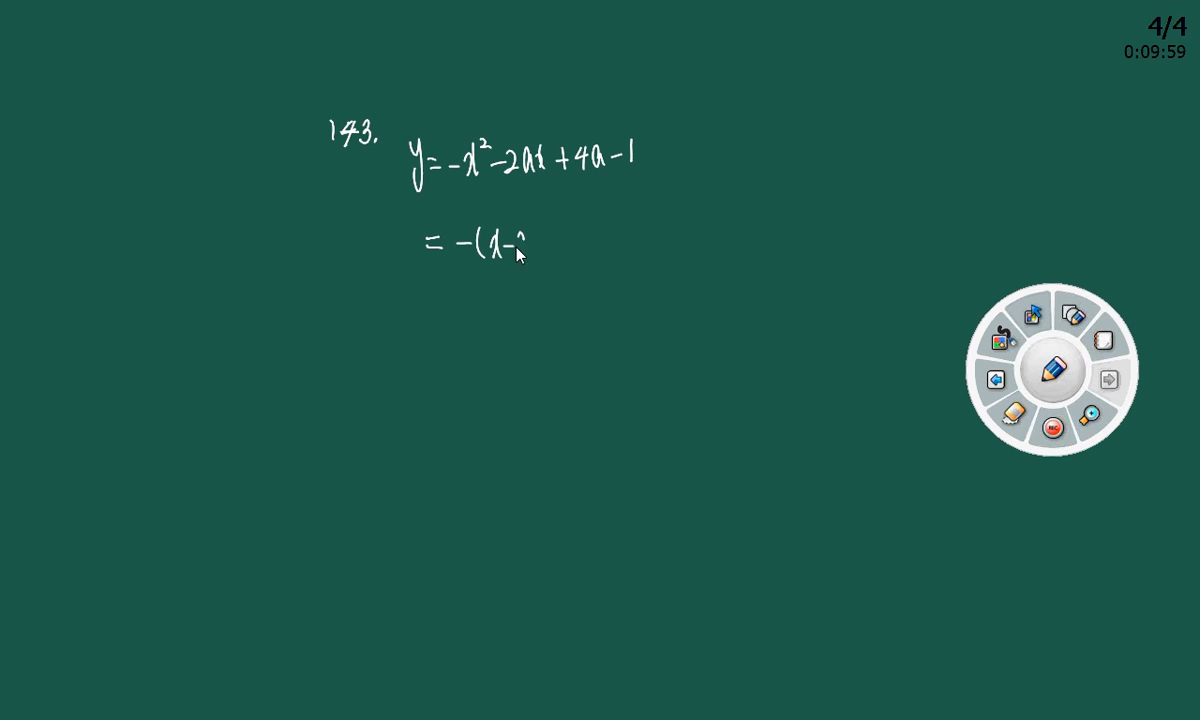 4/4
0:09:59
143.
y = -x² - 2ax + 4a - 1
= -(x -